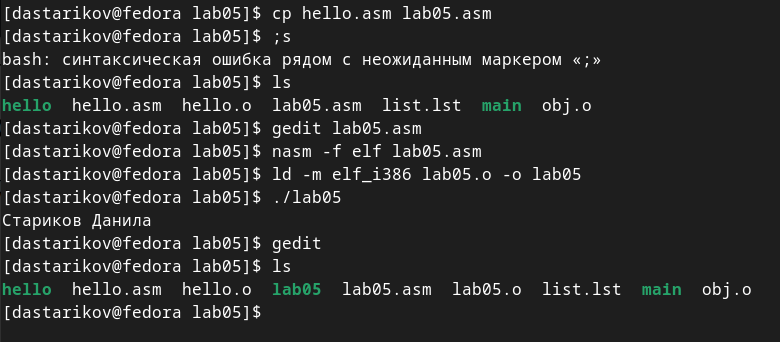 [dastarikov@fedora lab05]$ cp hello.asm lab05.asm
[dastarikov@fedora lab05]$ ;s
bash: синтаксическая ошибка рядом с неожиданным маркером «;»
[dastarikov@fedora lab05]$ ls
hello  hello.asm  hello.o  lab05.asm  list.lst  main  obj.o
[dastarikov@fedora lab05]$ gedit lab05.asm
[dastarikov@fedora lab05]$ nasm -f elf lab05.asm
[dastarikov@fedora lab05]$ ld -m elf_i386 lab05.o -o lab05
[dastarikov@fedora lab05]$ ./lab05
Стариков Данила
[dastarikov@fedora lab05]$ gedit
[dastarikov@fedora lab05]$ ls
hello  hello.asm  hello.o  lab05  lab05.asm  lab05.o  list.lst  main  obj.o
[dastarikov@fedora lab05]$